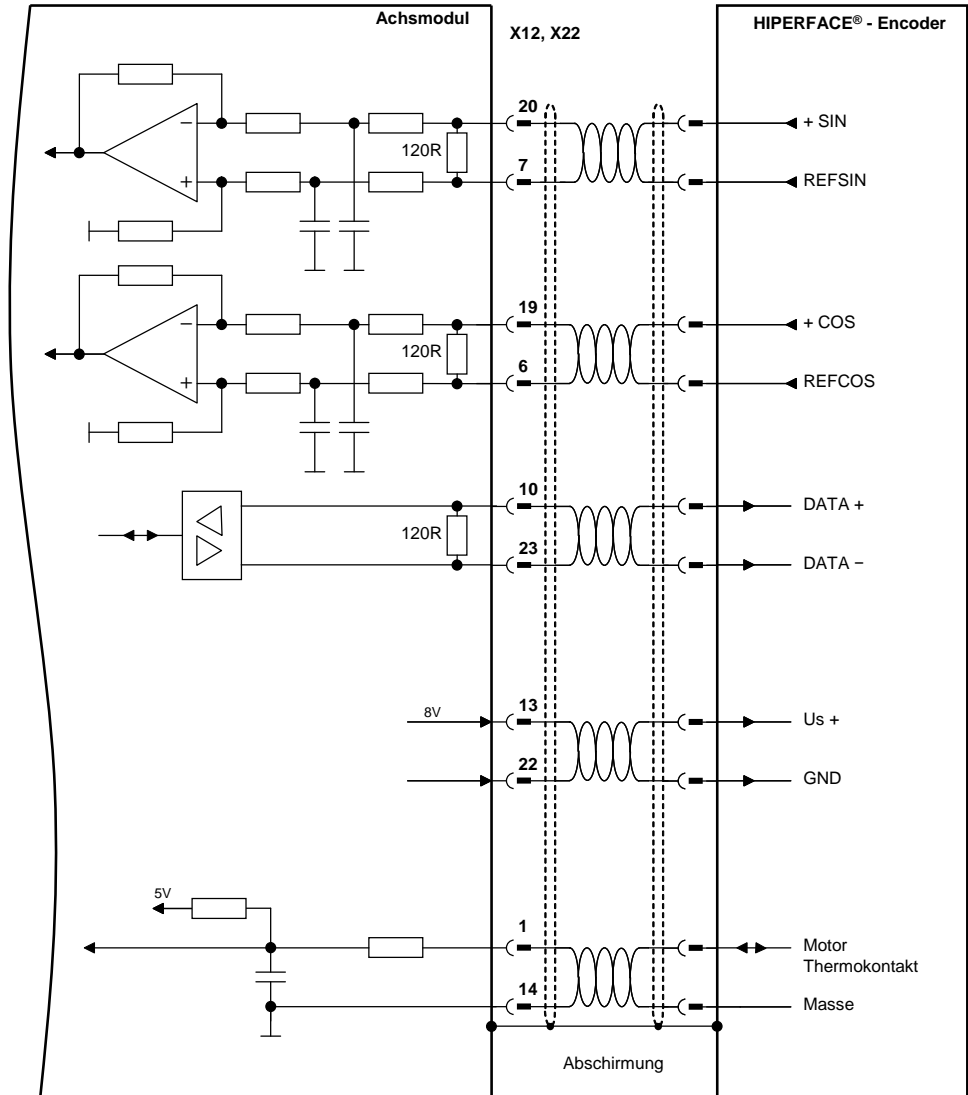 Achsmodul
X12, X22
HIPERFACE® - Encoder
20
+ SIN
120R
7
REFSIN
19
+ COS
120R
6
REFCOS
10
DATA +
120R
23
DATA −
8V
13
Us +
22
GND
5V
1
Motor
Thermokontakt
14
Masse
Abschirmung